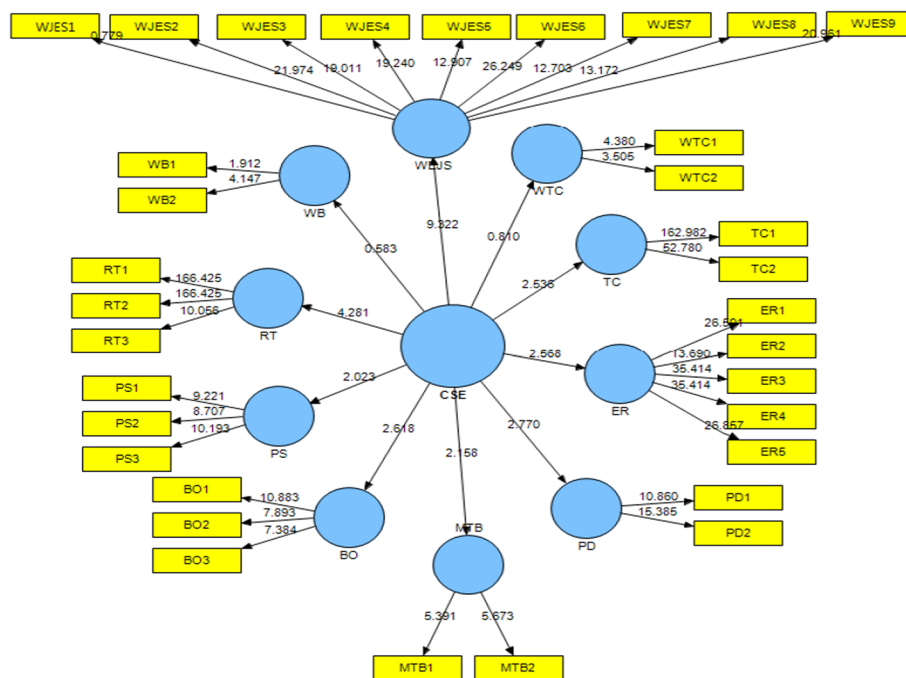 WJES1 WJES2 WJES3 WJES4 WJES5 WJES6 WJES7 WJES8 WJES9
0.779 21.974 19.011 19.240 12.907 26.249 12.703 13.172 20.961
WEJS
WB1
1.912
WB2
4.147
WB
4.380
WTC1
3.505
WTC2
WTC
9.322
0.583
0.810
162.982
TC1
52.780
TC2
TC
RT1
166.425
RT2
166.425
RT3
10.056
RT
4.281
2.568
CSE
ER1
13.690
ER2
35.414
ER3
35.414
ER4
26.857
ER5
ER
PS1
9.221
PS2
8.707
PS3
10.193
PS
2.023
2.618
2.158
2.770
BO1
10.883
BO2
7.893
BO3
7.384
BO
MTB
10.860
PD1
15.385
PD2
PD
5.391
5.673
MTB1
MTB2